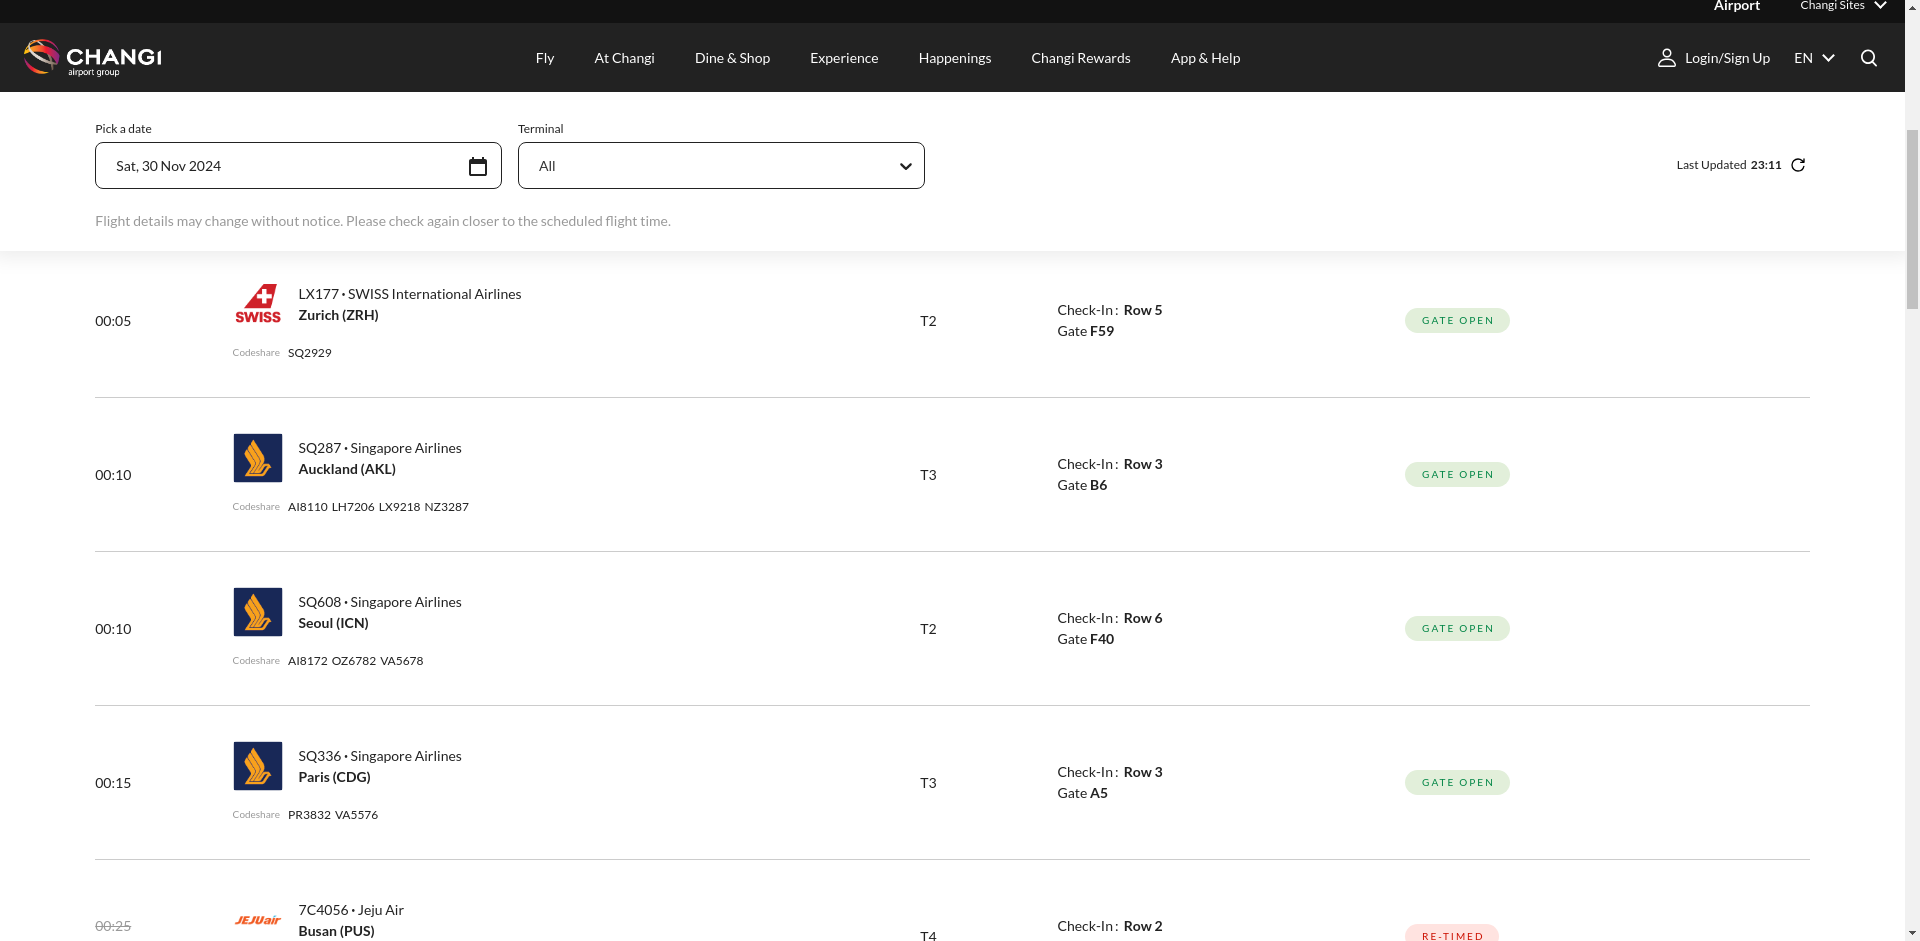 Airport Changi Sites
CHANGI
airport group
Fly At Changi Dine & Shop Experience Happenings Changi Rewards App & Help
Login/Sign Up EN
Pick a date
Terminal
Sat, 30 Nov 2024
All
Last Updated 23:11
Flight details may change without notice. Please check again closer to the scheduled flight time.
00:05
SWISS
LX177 • SWISS International Airlines
Zurich (ZRH)
Codeshare SQ2929
T2
Check-In : Row 5
Gate F59
GATE OPEN
00:10
SQ287 • Singapore Airlines
Auckland (AKL)
Codeshare AI8110 LH7206 LX9218 NZ3287
T3
Check-In : Row 3
Gate B6
GATE OPEN
00:10
SQ608 • Singapore Airlines
Seoul (ICN)
Codeshare AI8172 OZ6782 VA5678
T2
Check-In : Row 6
Gate F40
GATE OPEN
00:15
SQ336 • Singapore Airlines
Paris (CDG)
Codeshare PR3832 VA5576
T3
Check-In : Row 3
Gate A5
GATE OPEN
00:25
JEJUair
7C4056 • Jeju Air
Busan (PUS)
T4
Check-In : Row 2
RE-TIMED